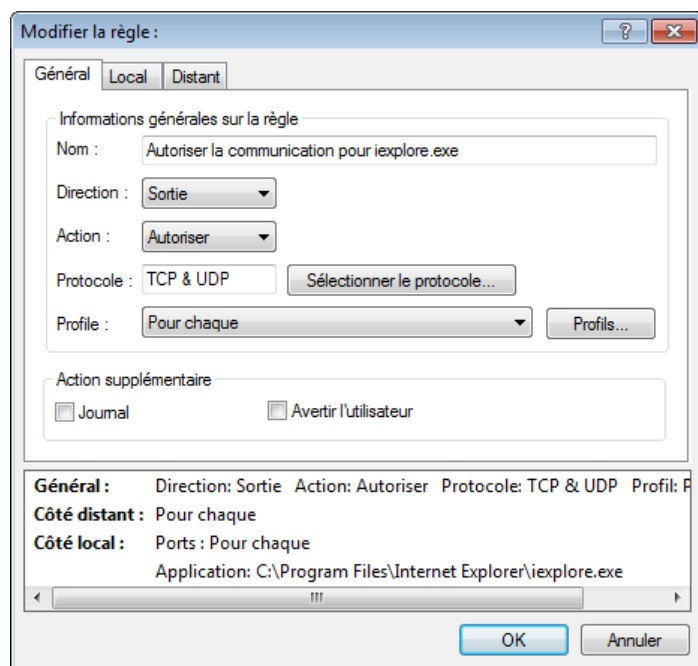 Modifier la règle :
Général Local Distant
Informations générales sur la règle
Nom : Autoriser la communication pour iexplore.exe
Direction : Sortie
Action : Autoriser
Protocole : TCP & UDP Sélectionner le protocole...
Profile : Pour chaque Profils...
Action supplémentaire
Journal Avertir l'utilisateur
Général : Direction: Sortie Action: Autoriser Protocole: TCP & UDP Profil: P
Côté distant : Pour chaque
Côté local : Ports : Pour chaque
Application: C:\Program Files\Internet Explorer\iexplore.exe
OK Annuler